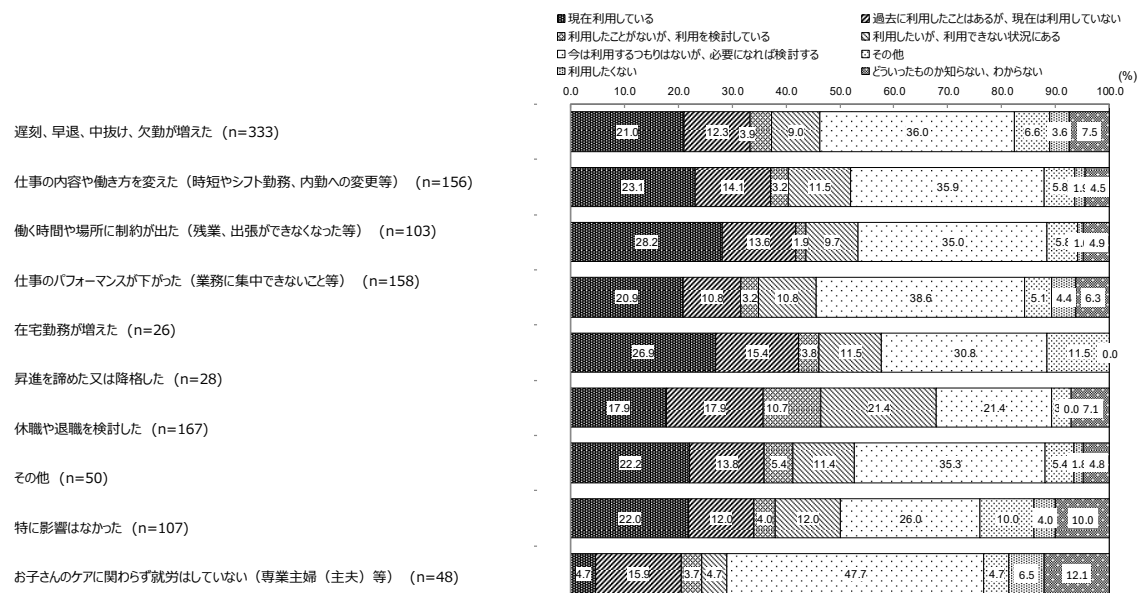 ■現在利用している
過去に利用したことはあるが、現在は利用していない
利用したことがないが、利用を検討している
利用したいが、利用できない状況にある
今は利用するつもりはないが、必要になれば検討する
その他
利用したくない
どういったものか知らない、わからない
(%)
0.0 10.0 20.0 30.0 40.0 50.0 60.0 70.0 80.0 90.0 100.0
遅刻、早退、中抜け、欠勤が増えた (n=333)
21.0 12.3 3.9 9.0 36.0 6.6 3.6 7.5
仕事の内容や働き方を変えた（時短やシフト勤務、内勤への変更等） (n=156)
23.1 14.1 3.2 11.5 35.9 5.8 4.5
働く時間や場所に制約が出た（残業、出張ができなくなった等） (n=103)
28.2 13.6 1.9 9.7 35.0 4.9
仕事のパフォーマンスが下がった（業務に集中できないこと等） (n=158)
20.9 10.8 3.2 10.8 38.6 5.1 4.4 6.3
在宅勤務が増えた (n=26)
26.9 15.4 3.8 11.5 30.8 11.5 0.0
昇進を諦めた又は降格した (n=28)
17.9 17.9 10.7 21.4 21.4 0.0 7.1
休職や退職を検討した (n=167)
22.2 13.8 5.4 11.4 35.3 5.4 4.8
その他 (n=50)
22.0 12.0 4.0 12.0 26.0 10.0 4.0 10.0
特に影響はなかった (n=107)
4.7 15.9 3.7 4.7 47.7 4.7 6.5 12.1
お子さんのケアに関わらず就労はしていない（専業主婦（主夫）等） (n=48)